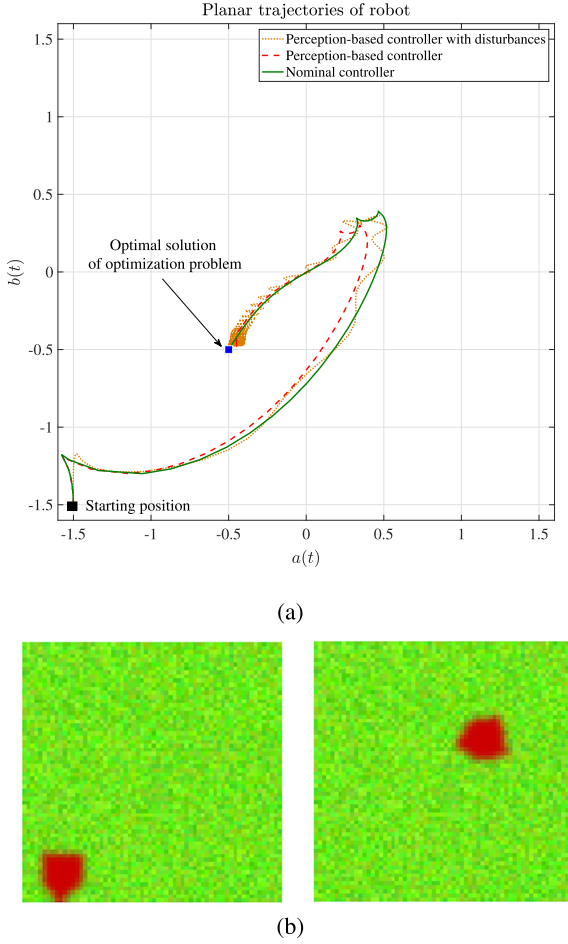 Planar trajectories of robot
1.5
1
0.5
0
-0.5
-1
-1.5
b(t)
Perception-based controller with disturbances
Perception-based controller
Nominal controller
Optimal solution
of optimization problem
Starting position
-1.5 -1 -0.5 0 0.5 1 1.5
a(t)
(a)
(b)